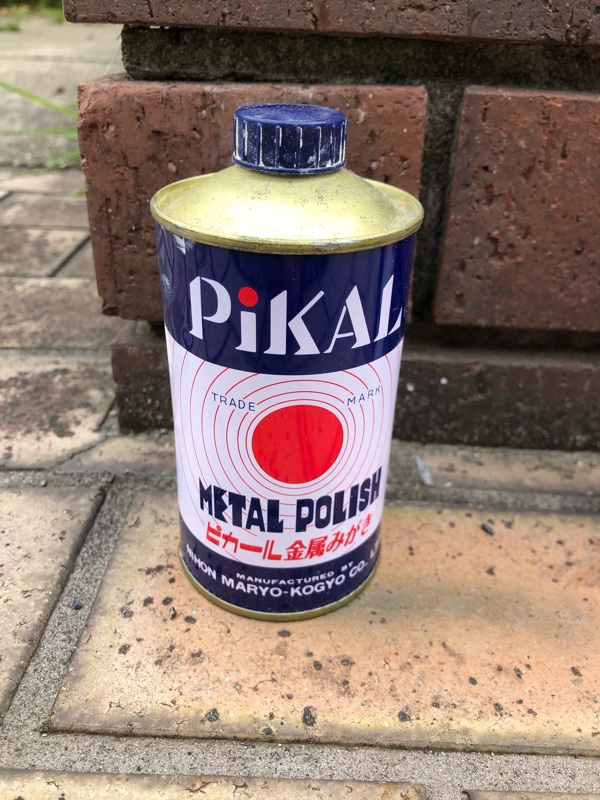 PiKAL
TRADE MARK
METAL POLISH
ピカール金属みがき
MANUFACTURED BY
NIHON MARYO-KOGYO CO.